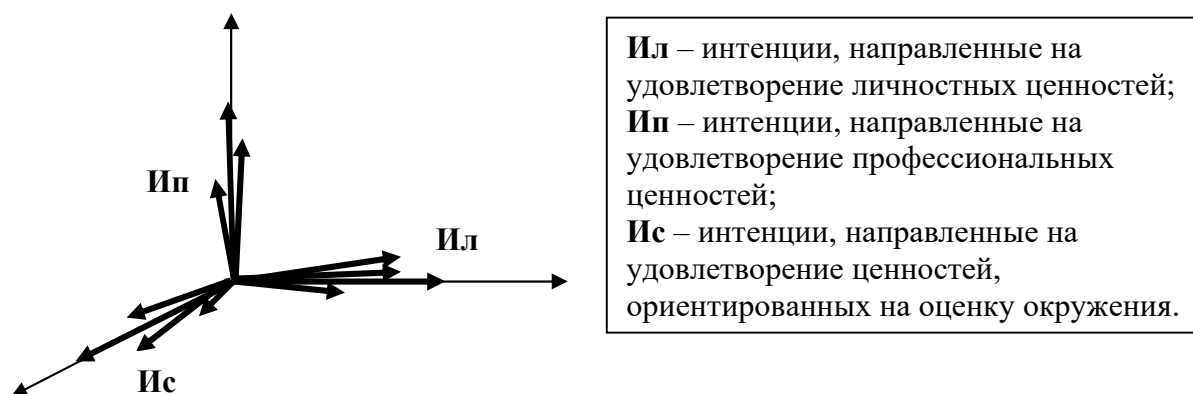 Ип
Ил
Ис
Ил – интенции, направленные на
удовлетворение личностных ценностей;
Ип – интенции, направленные на
удовлетворение профессиональных
ценностей;
Ис – интенции, направленные на
удовлетворение ценностей,
ориентированных на оценку окружения.